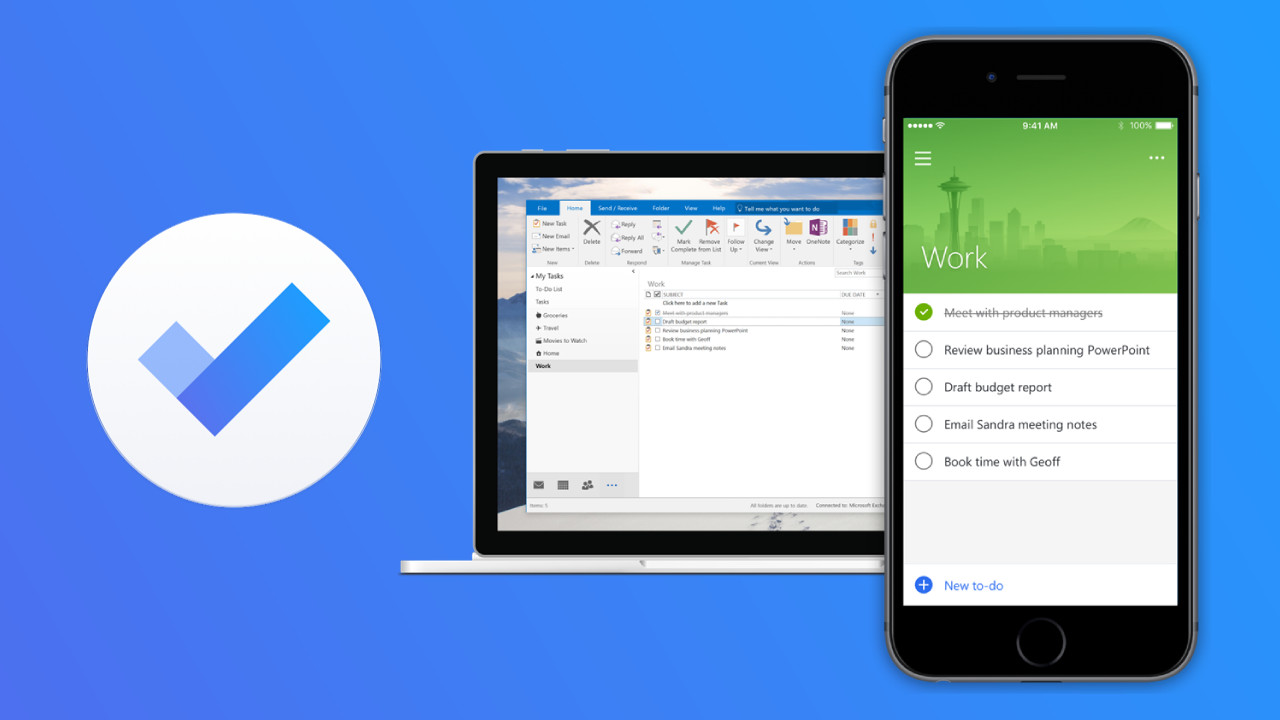 File Home Send / Receive Folder View Help Tell me what you want to do
New Task
New Email
New Items
New
Delete
Delete
Reply
Reply All
Forward
Respond
Mark Complete
Remove from List
Manage Task
Follow Up
Change View
Current View
Move
OneNote
Actions
Categorize
Tags
My Tasks
To-Do List
Tasks
Groceries
Travel
Movies to Watch
Home
Work
Search Work
Work
SUBJECT DUE DATE
Click here to add a new Task
Meet with product managers None
Draft budget report None
Review business planning PowerPoint None
Book time with Geoff None
Email Sandra meeting notes None
Items: 5 All folders are up to date. Connected to: Microsoft Exch
9:41 AM 100%
Work
Meet with product managers
Review business planning PowerPoint
Draft budget report
Email Sandra meeting notes
Book time with Geoff
New to-do